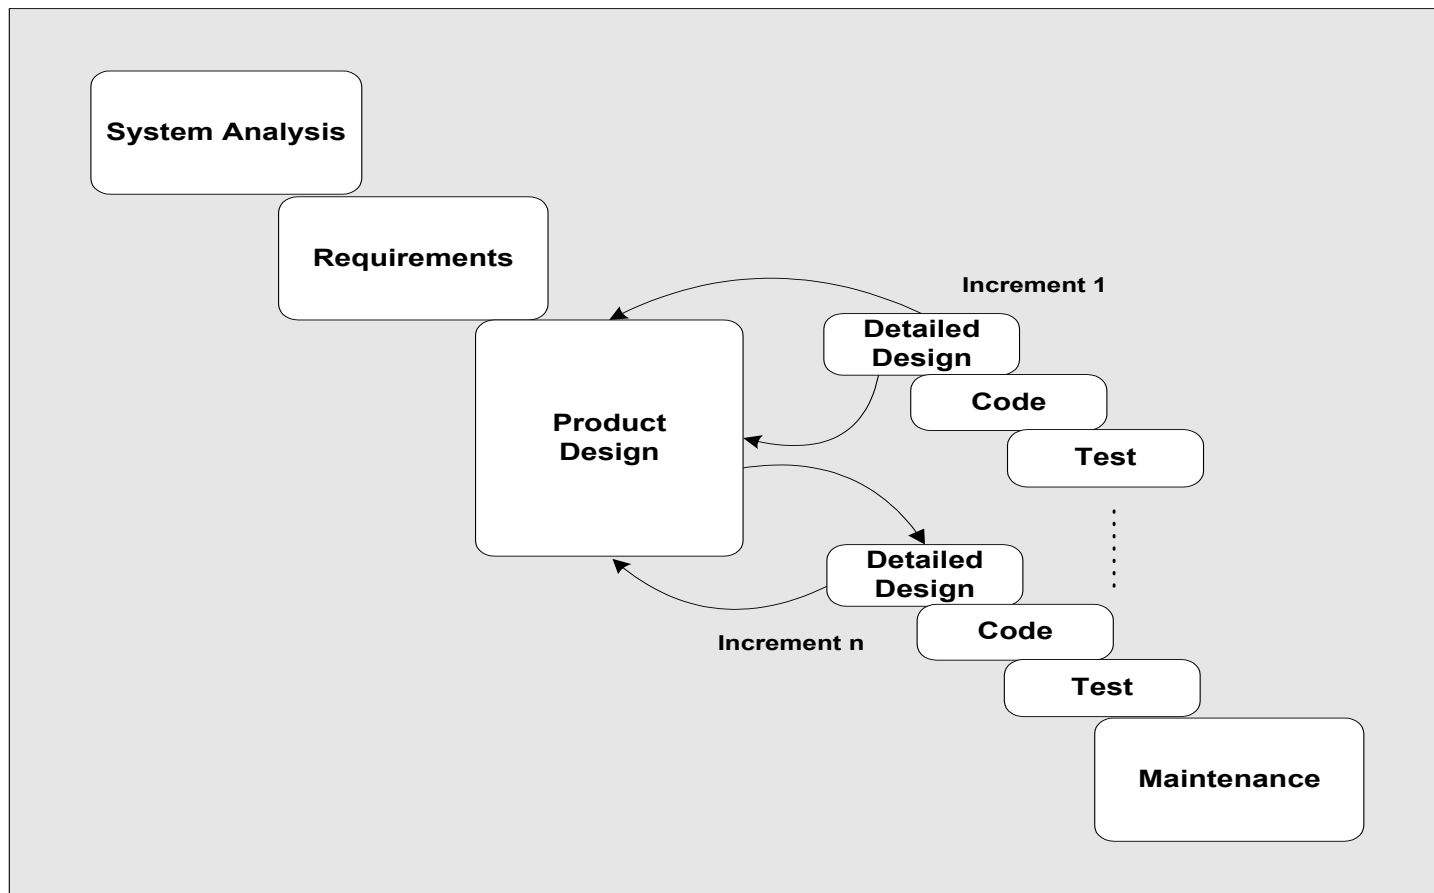 System Analysis
Requirements
Increment 1
Detailed
Design
Code
Test
Product
Design
Detailed
Design
Code
Increment n
Test
Maintenance